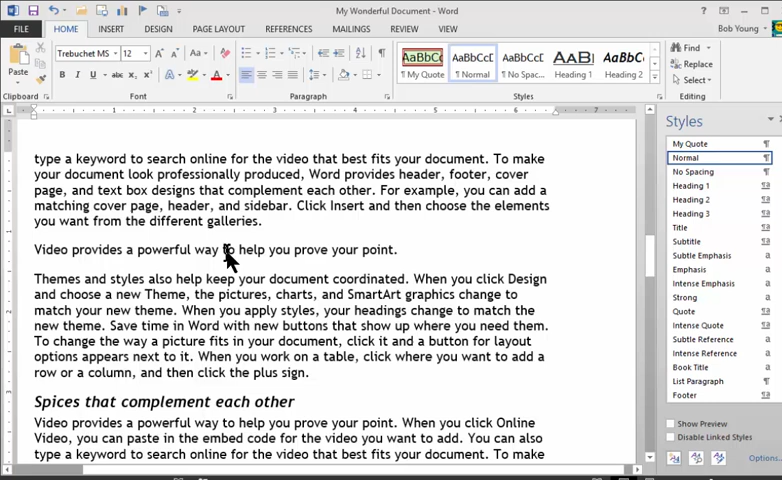 My Wonderful Document - Word
FILE HOME INSERT DESIGN PAGE LAYOUT REFERENCES MAILINGS REVIEW VIEW Bob Young
Paste
Clipboard
Trebuchet MS 12
Font
Paragraph
AaBbCc AaBbCcD AaBbCcD AaBB AaBbCc
¶ My Quote ¶ Normal ¶ No Spac... Heading 1 Heading 2
Styles
Find
Replace
Select
Editing
type a keyword to search online for the video that best fits your document. To make
your document look professionally produced, Word provides header, footer, cover
page, and text box designs that complement each other. For example, you can add a
matching cover page, header, and sidebar. Click Insert and then choose the elements
you want from the different galleries.
Video provides a powerful way to help you prove your point.
Themes and styles also help keep your document coordinated. When you click Design
and choose a new Theme, the pictures, charts, and SmartArt graphics change to
match your new theme. When you apply styles, your headings change to match the
new theme. Save time in Word with new buttons that show up where you need them.
To change the way a picture fits in your document, click it and a button for layout
options appears next to it. When you work on a table, click where you want to add a
row or a column, and then click the plus sign.
Spices that complement each other
Video provides a powerful way to help you prove your point. When you click Online
Video, you can paste in the embed code for the video you want to add. You can also
type a keyword to search online for the video that best fits your document. To make
Styles
My Quote
Normal
No Spacing
Heading 1
Heading 2
Heading 3
Title
Subtitle
Subtle Emphasis
Emphasis
Intense Emphasis
Strong
Quote
Intense Quote
Subtle Reference
Intense Reference
Book Title
List Paragraph
Footer
Show Preview
Disable Linked Styles
Options...